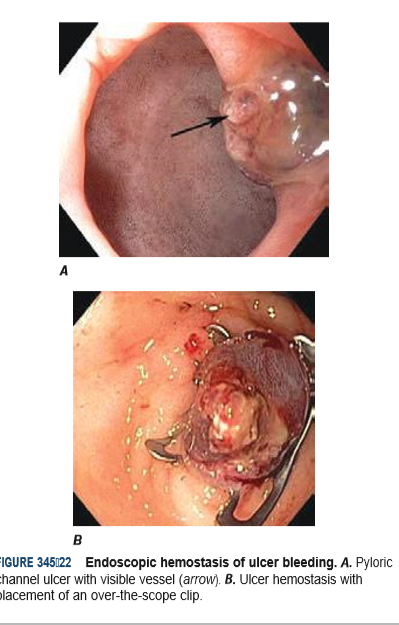 A
B
FIGURE 345-22 Endoscopic hemostasis of ulcer bleeding. A. Pyloric
channel ulcer with visible vessel (arrow). B. Ulcer hemostasis with
placement of an over-the-scope clip.